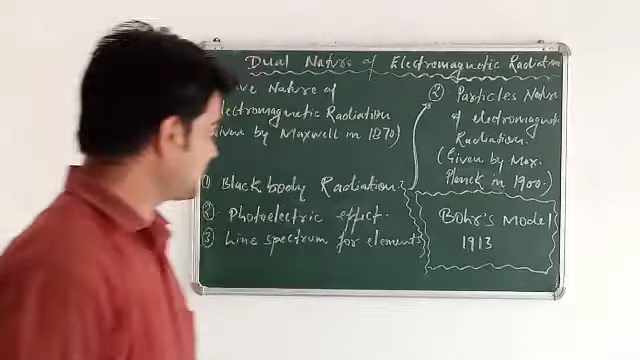 Dual Nature of Electromagnetic Radiation
Nature of
Electromagnetic Radiation
Given by Maxwell in 1870)
① Black body Radiation?
② Photoelectric effect.
③ Line spectrum for elements
② Particles Nature
of electromagnetic
Radiation.
(Given by Max.
Planck in 1900)
Bohr's Model
1913